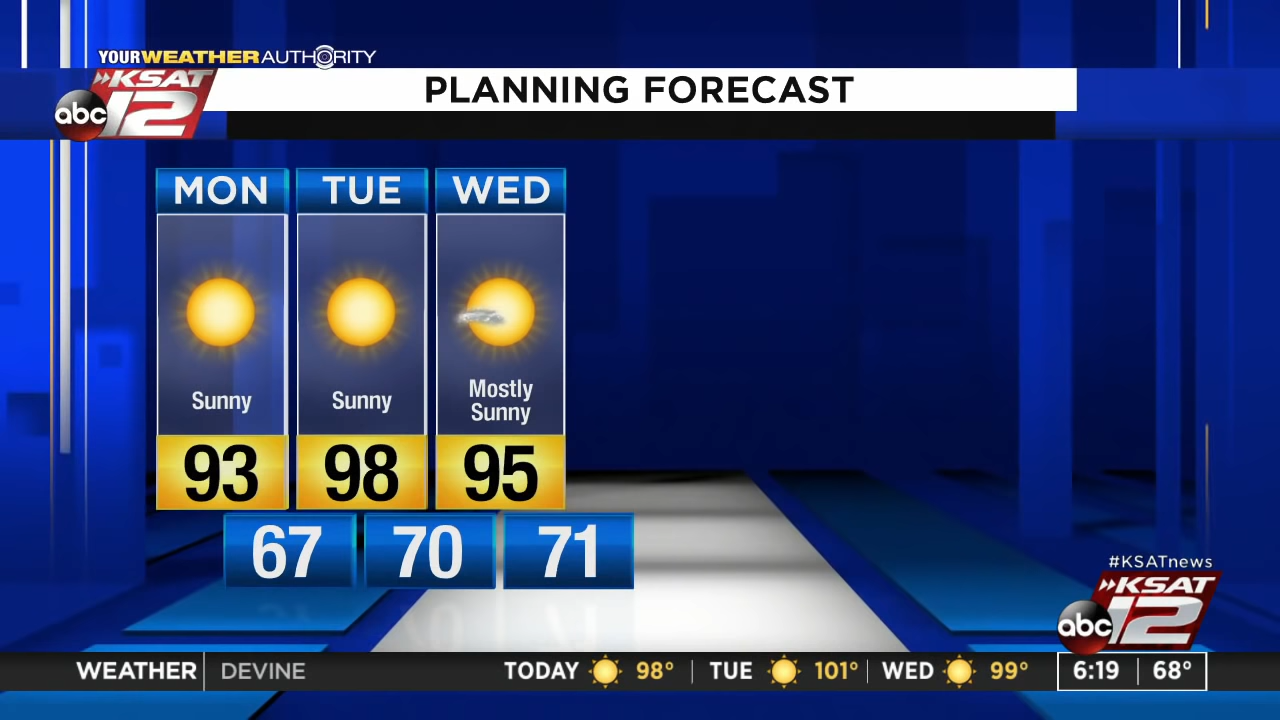 YOURWEATHERAUTHORITY
KSAT
abc 12
PLANNING FORECAST
MON TUE WED
Sunny Sunny Mostly Sunny
93 98 95
67 70 71
#KSATnews
KSAT
abc 12
WEATHER DEVINE TODAY 98° TUE 101° WED 99° 6:19 68°